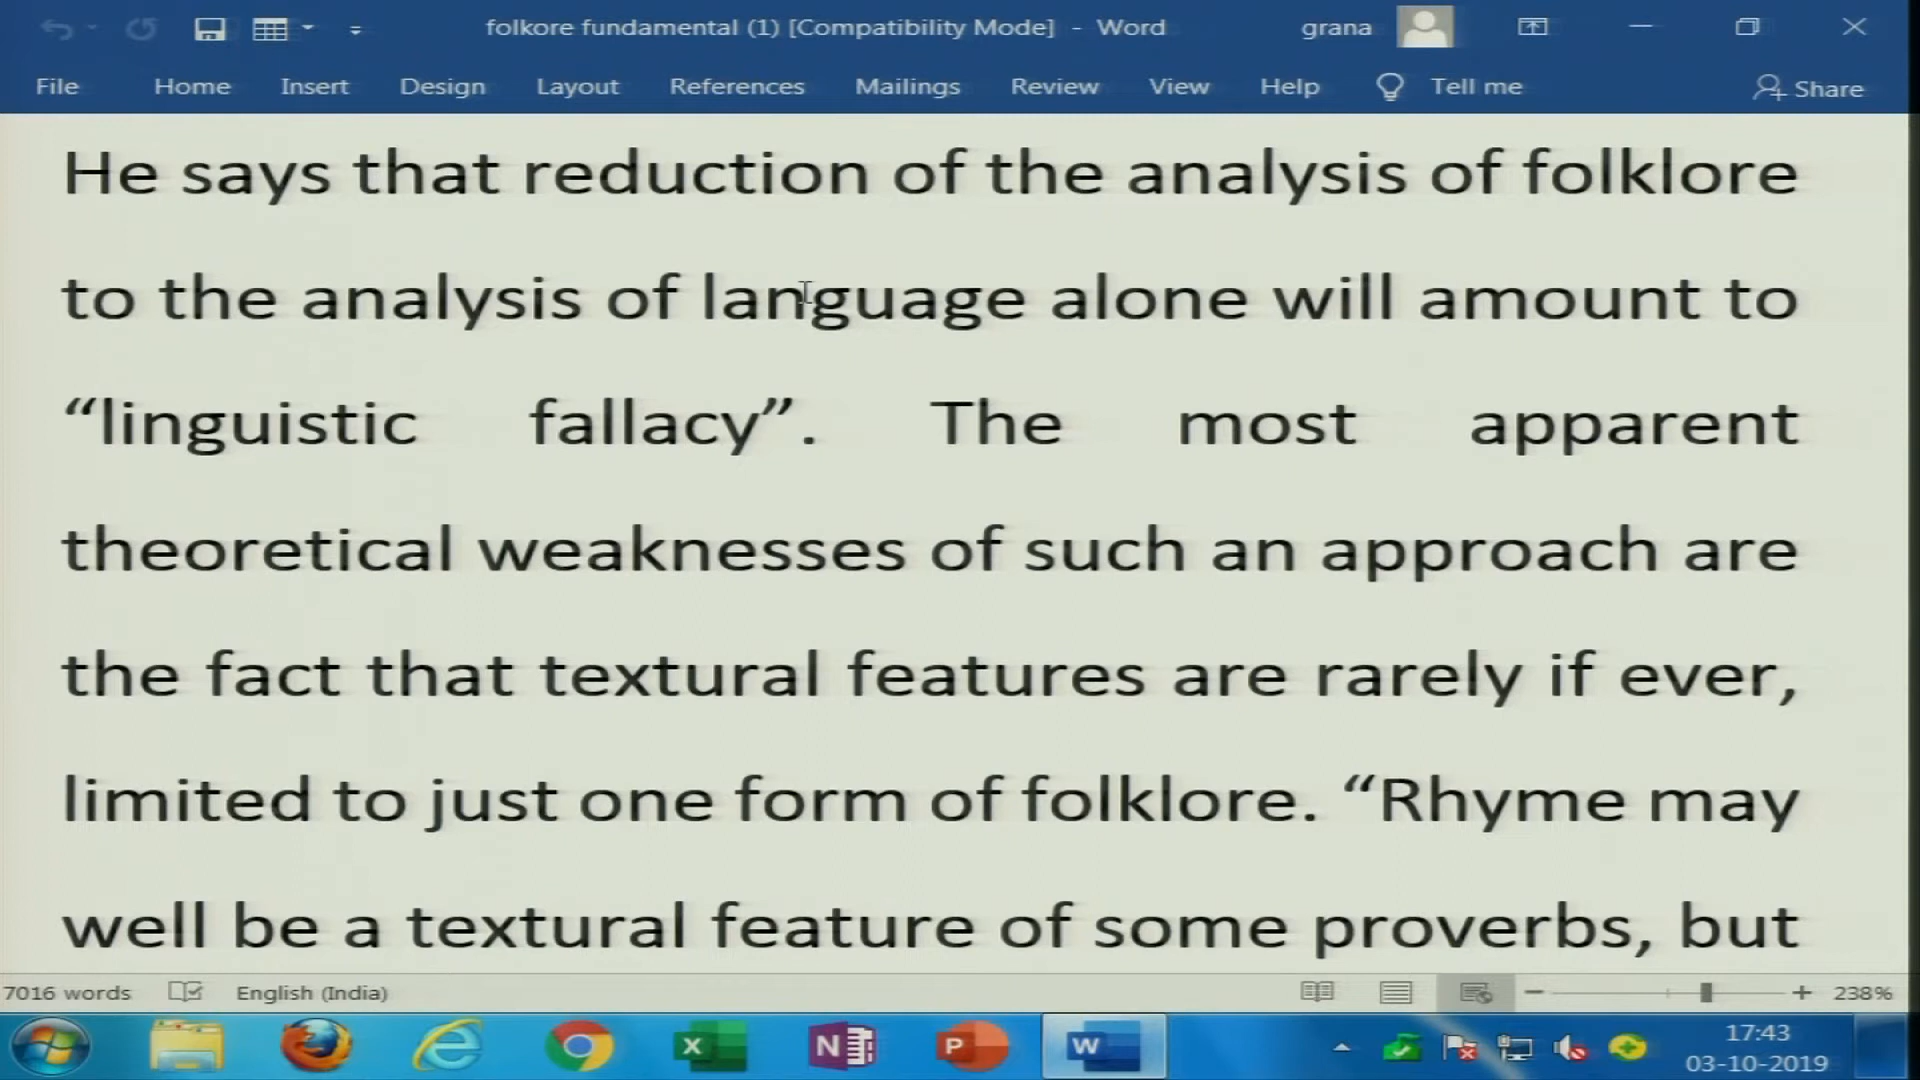 folkore fundamental (1) [Compatibility Mode] - Word
grana
File Home Insert Design Layout References Mailings Review View Help Tell me Share
He says that reduction of the analysis of folklore
to the analysis of language alone will amount to
“linguistic fallacy”. The most apparent
theoretical weaknesses of such an approach are
the fact that textural features are rarely if ever,
limited to just one form of folklore. “Rhyme may
well be a textural feature of some proverbs, but
7016 words English (India) 238%
17:43
03-10-2019